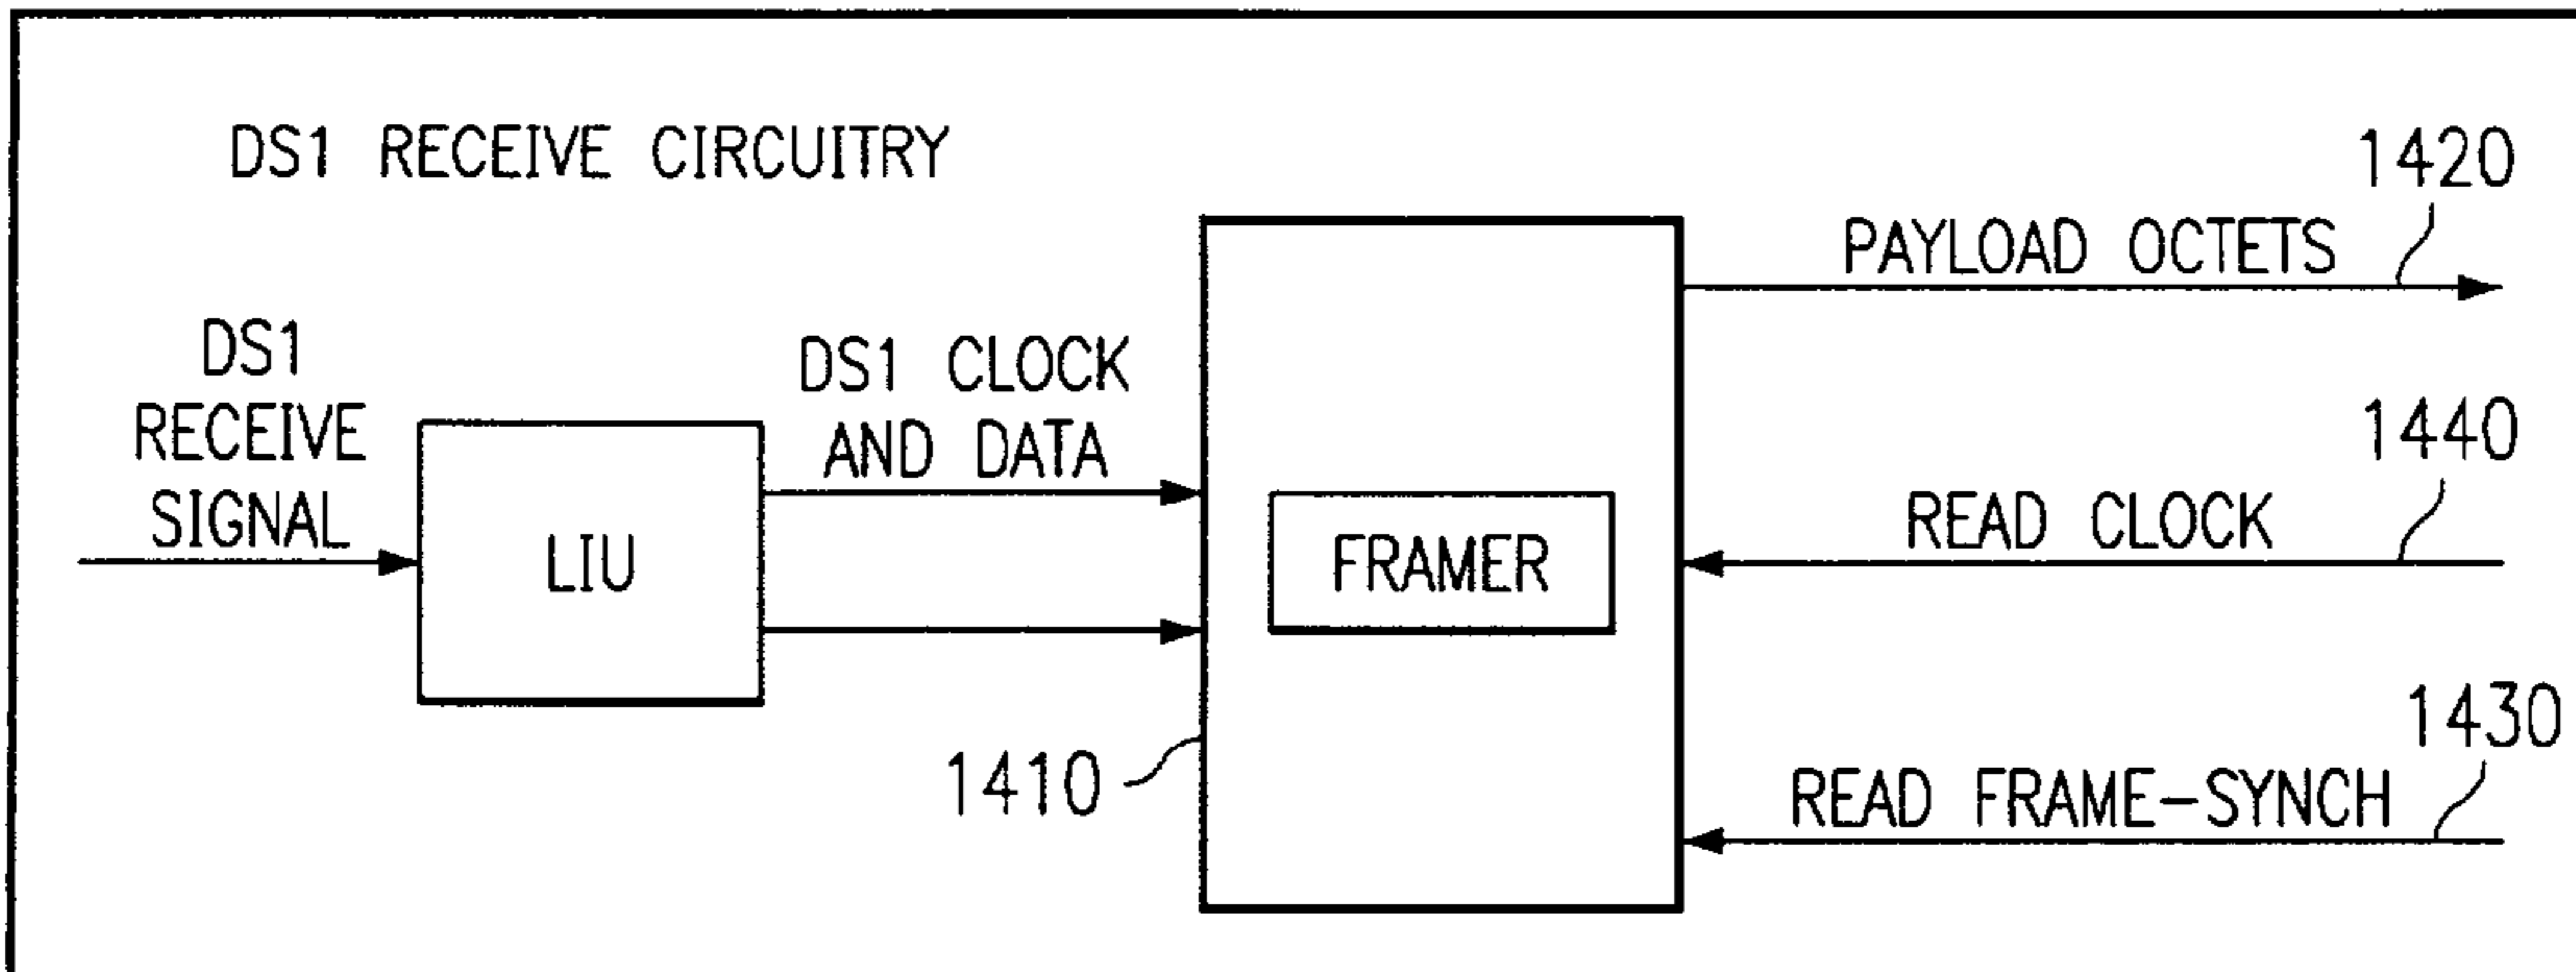 DS1 RECEIVE CIRCUITRY
1420
PAYLOAD OCTETS
DS1
RECEIVE
SIGNAL
DS1 CLOCK
AND DATA
1440
READ CLOCK
LIU
FRAMER
1430
1410
READ FRAME-SYNCH